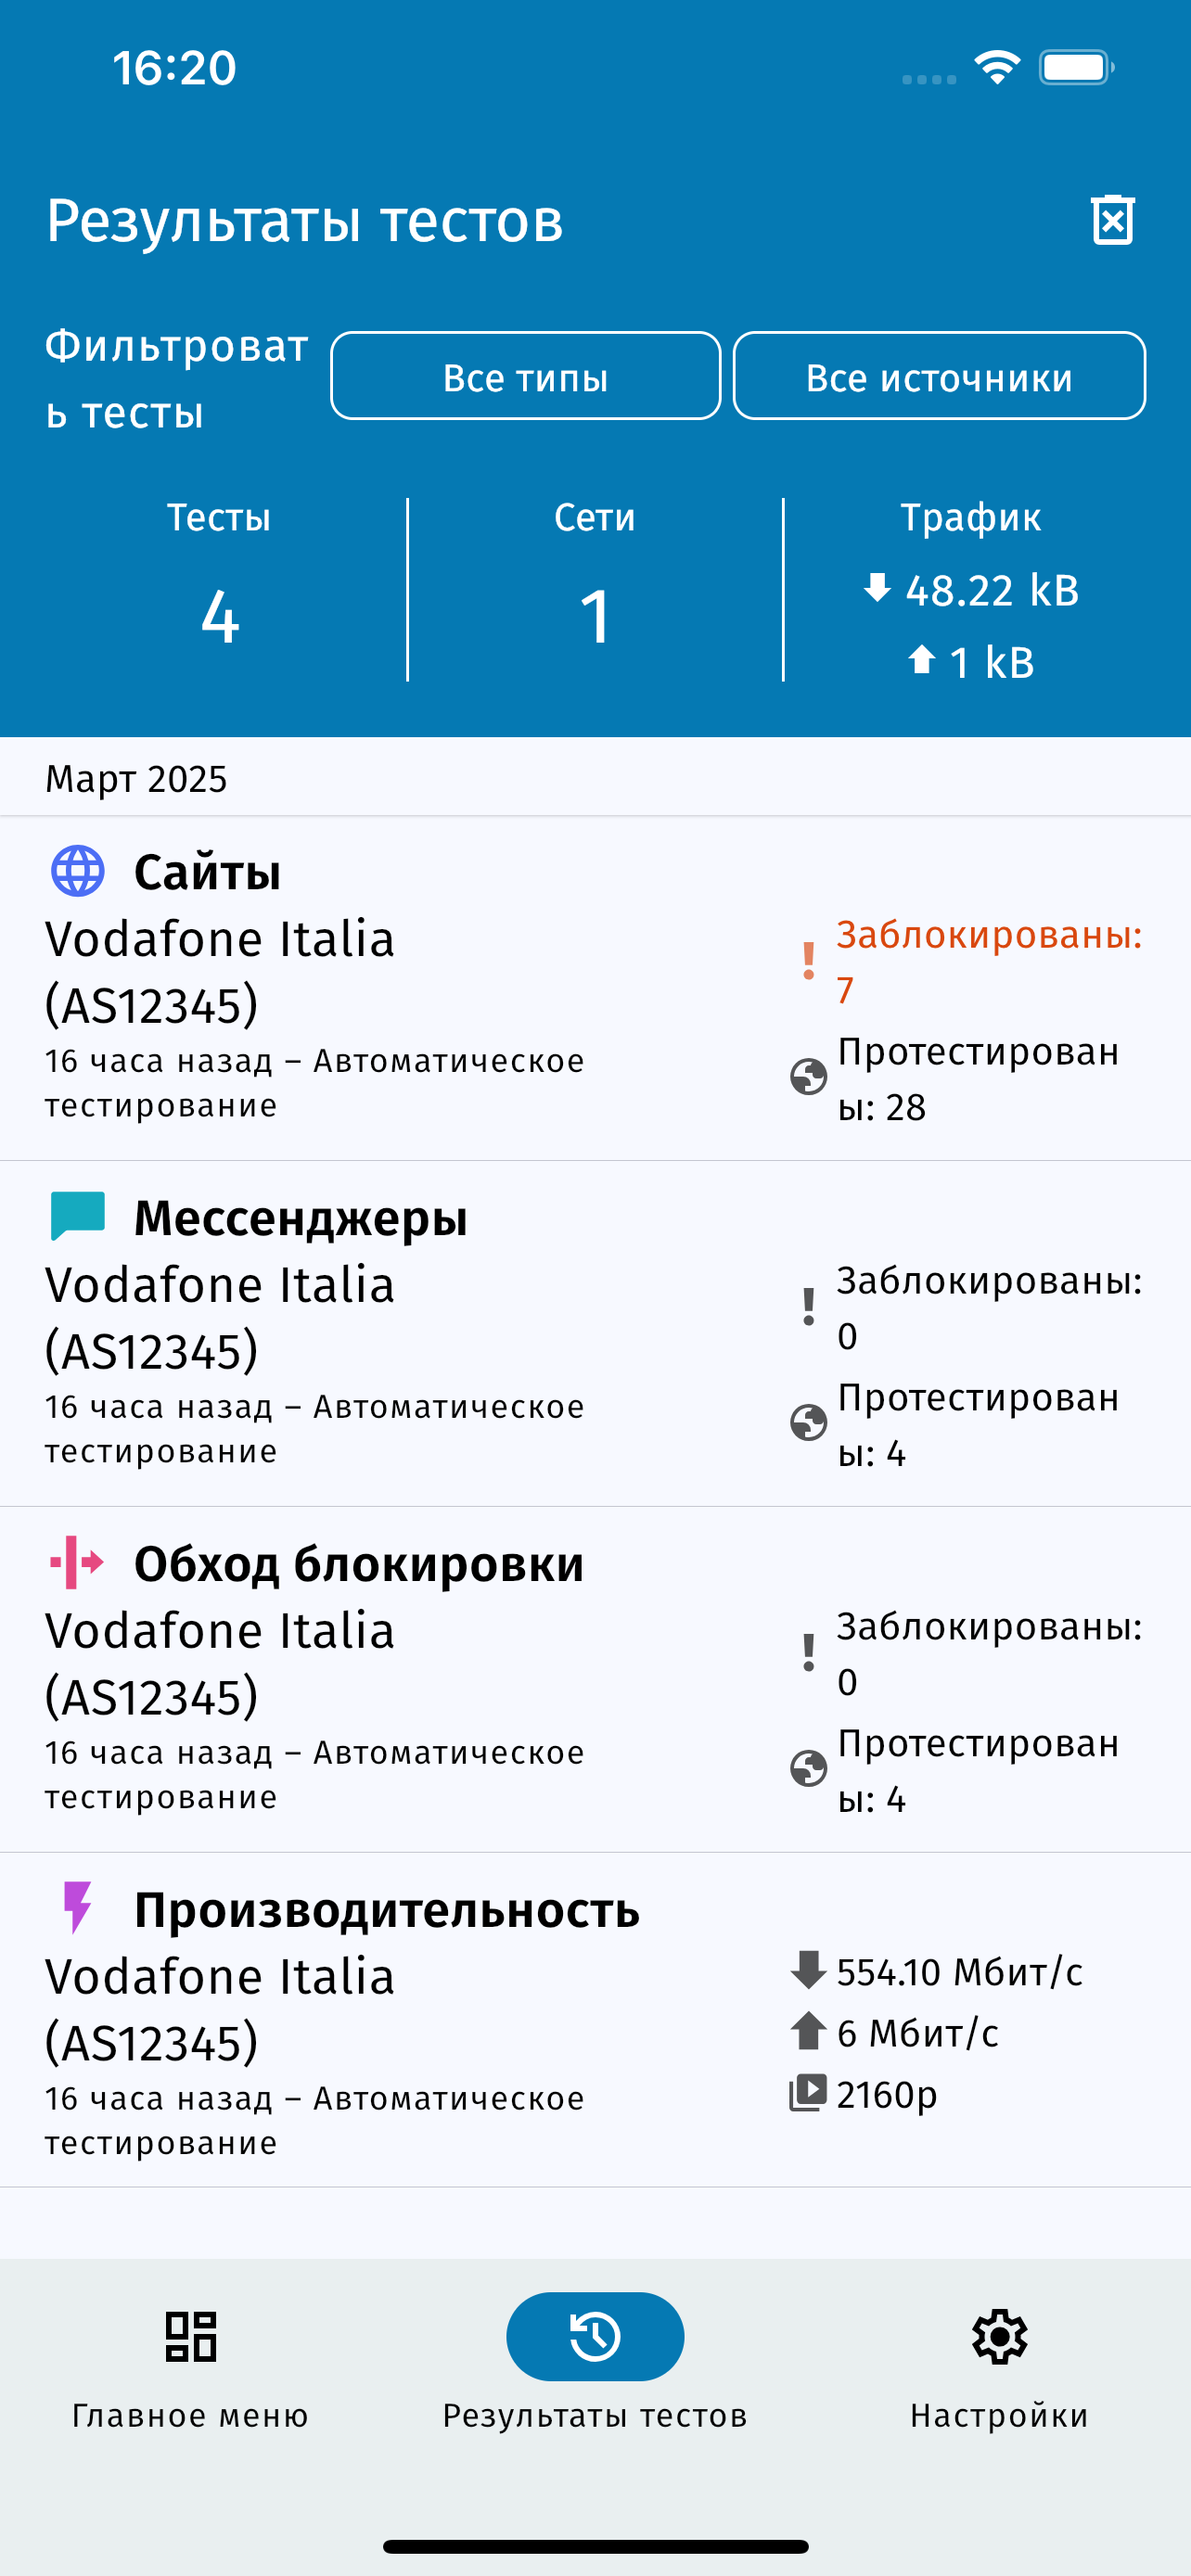 16:20
Результаты тестов
Фильтроват
ь тесты
Все типы
Все источники
Тесты
Сети
Трафик
4
1
48.22 kB
1 kB
Март 2025
Сайты
Vodafone Italia
(AS12345)
16 часа назад – Автоматическое
тестирование
Заблокированы:
7
Протестирован
ы: 28
Мессенджеры
Vodafone Italia
(AS12345)
16 часа назад – Автоматическое
тестирование
Заблокированы:
0
Протестирован
ы: 4
Обход блокировки
Vodafone Italia
(AS12345)
16 часа назад – Автоматическое
тестирование
Заблокированы:
0
Протестирован
ы: 4
Производительность
Vodafone Italia
(AS12345)
16 часа назад – Автоматическое
тестирование
554.10 Мбит/с
6 Мбит/с
2160p
Главное меню
Результаты тестов
Настройки